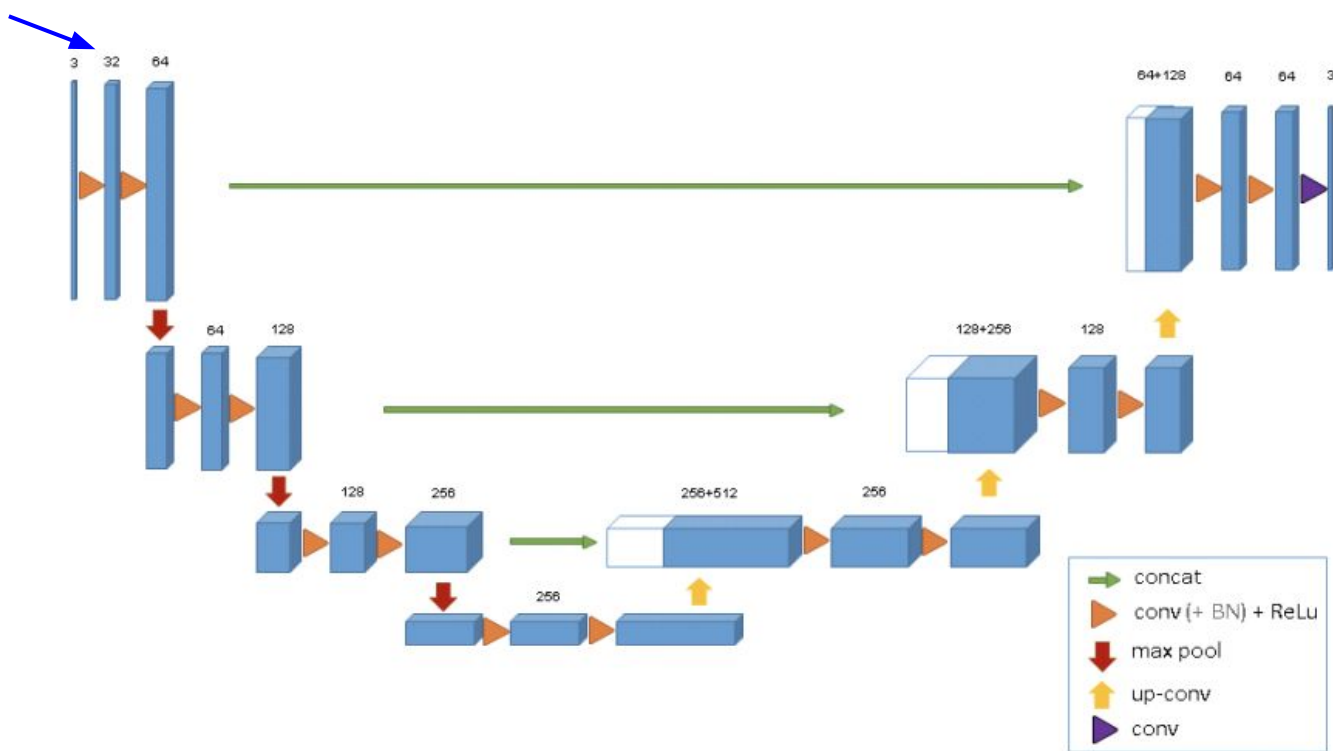 3 32 64
64+128 64 64 3
64 128
128+256 128
128 256
256+512 256
256
concat
conv (+ BN) + ReLu
max pool
up-conv
conv